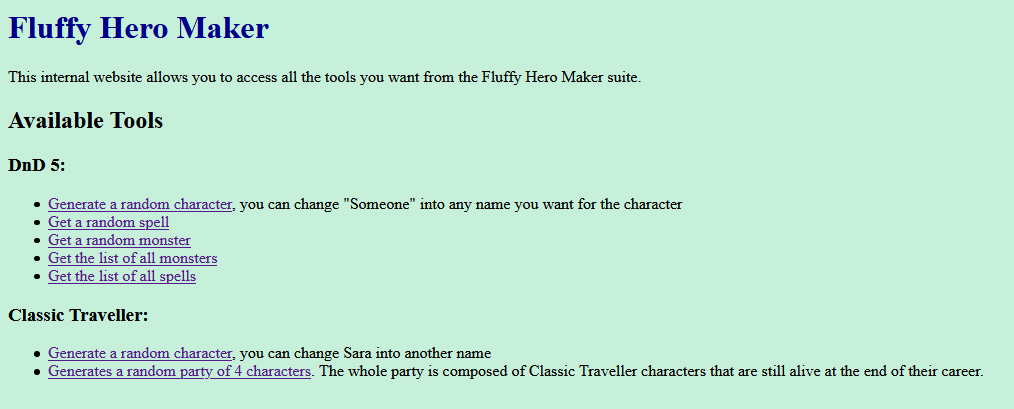 Fluffy Hero Maker
This internal website allows you to access all the tools you want from the Fluffy Hero Maker suite.
Available Tools
DnD 5:
Generate a random character, you can change "Someone" into any name you want for the character
Get a random spell
Get a random monster
Get the list of all monsters
Get the list of all spells
Classic Traveller:
Generate a random character, you can change Sara into another name
Generates a random party of 4 characters. The whole party is composed of Classic Traveller characters that are still alive at the end of their career.